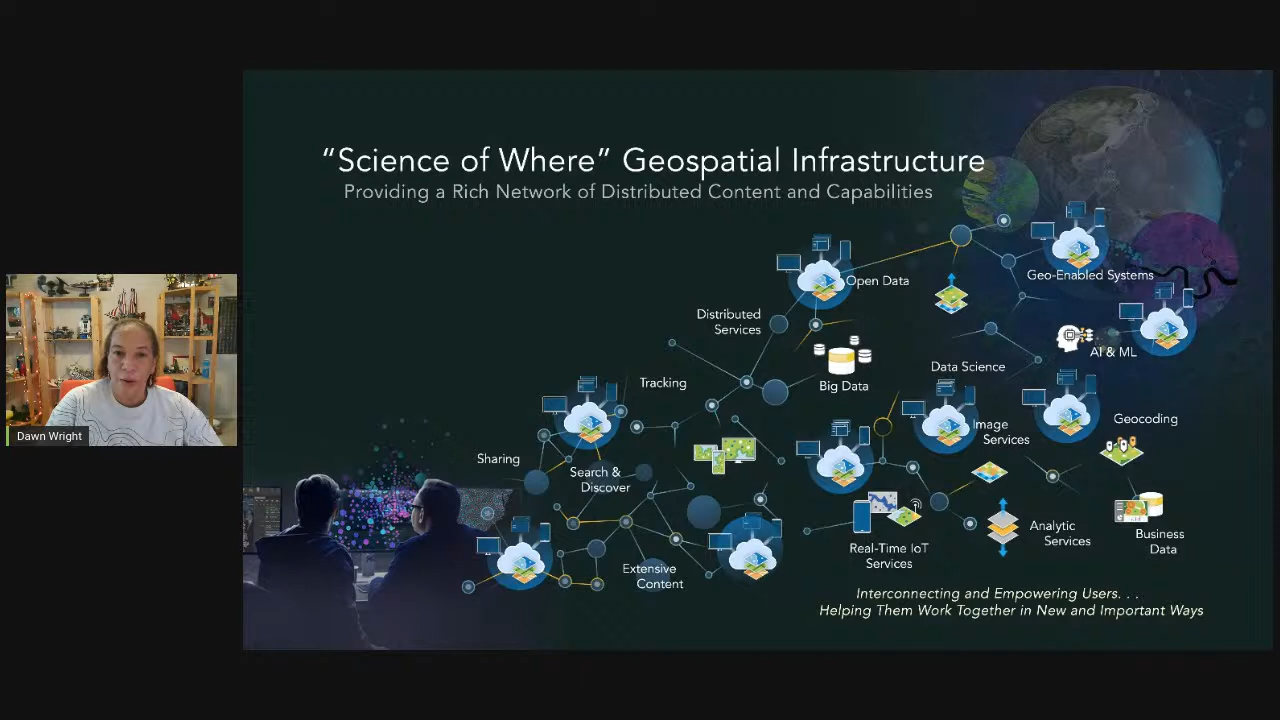 “Science of Where” Geospatial Infrastructure
Providing a Rich Network of Distributed Content and Capabilities
Open Data
Geo-Enabled Systems
Distributed
Services
AI & ML
Big Data
Data Science
Tracking
Image
Services
Geocoding
Sharing
Search &
Discover
Analytic
Services
Business
Data
Real-Time IoT
Services
Extensive
Content
Interconnecting and Empowering Users. . .
Helping Them Work Together in New and Important Ways
Dawn Wright